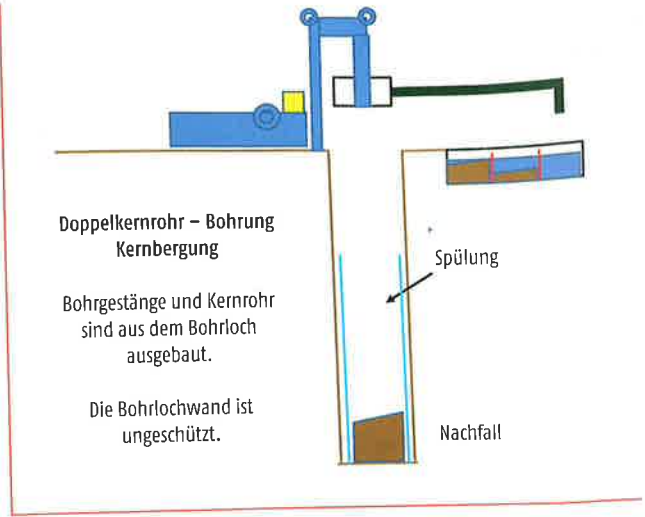 Doppelkernrohr – Bohrung
Kernbergung
Bohrgestänge und Kernrohr
sind aus dem Bohrloch
ausgebaut.
Die Bohrlochwand ist
ungeschützt.
Spülung
Nachfall